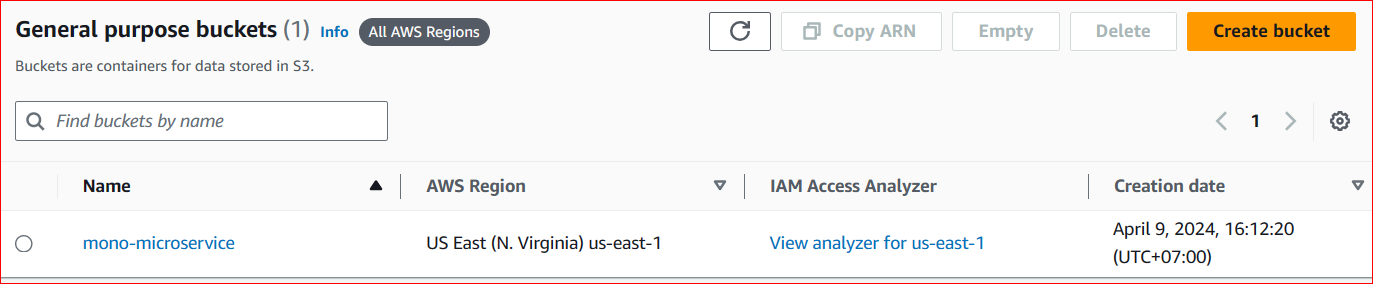 General purpose buckets (1) Info All AWS Regions
Copy ARN
Empty
Delete
Create bucket
Buckets are containers for data stored in S3.
Find buckets by name
1
Name AWS Region IAM Access Analyzer Creation date
mono-microservice US East (N. Virginia) us-east-1 View analyzer for us-east-1 April 9, 2024, 16:12:20
(UTC+07:00)